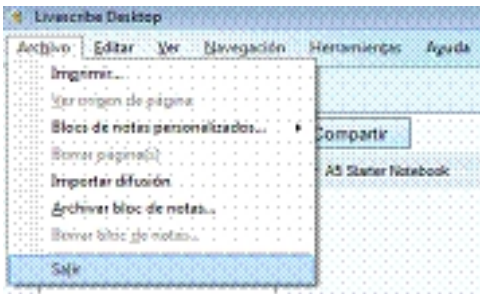 Livescribe Desktop
Archivo Editar Ver Navegación Herramientas Ayuda
Imprimir...
Ver origen de página
Blocs de notas personalizados...
Borrar página(s)
Importar difusión
Archivar bloc de notas...
Borrar bloc de notas...
Salir
Compartir
A5 Starter Notebook